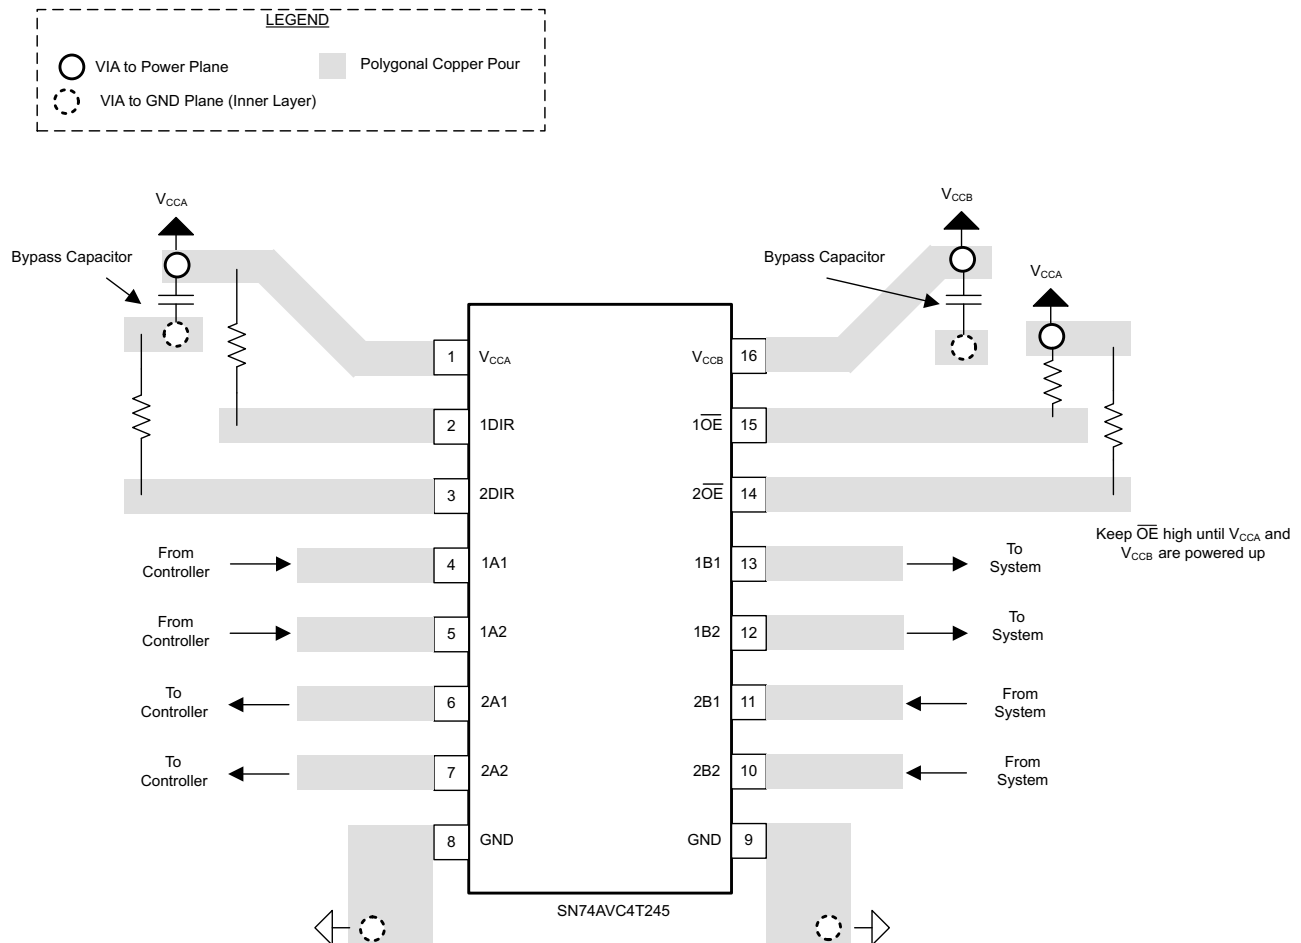 LEGEND
VIA to Power Plane
Polygonal Copper Pour
VIA to GND Plane (Inner Layer)
VCCA
Bypass Capacitor
VCCB
Bypass Capacitor
VCCA
1 VCCA
VCCB 16
2 1DIR
1O̅E̅ 15
3 2DIR
2O̅E̅ 14
Keep O̅E̅ high until VCCA and
VCCB are powered up
From
Controller
4 1A1
1B1 13
To
System
From
Controller
5 1A2
1B2 12
To
System
To
Controller
6 2A1
2B1 11
From
System
To
Controller
7 2A2
2B2 10
From
System
8 GND
GND 9
SN74AVC4T245